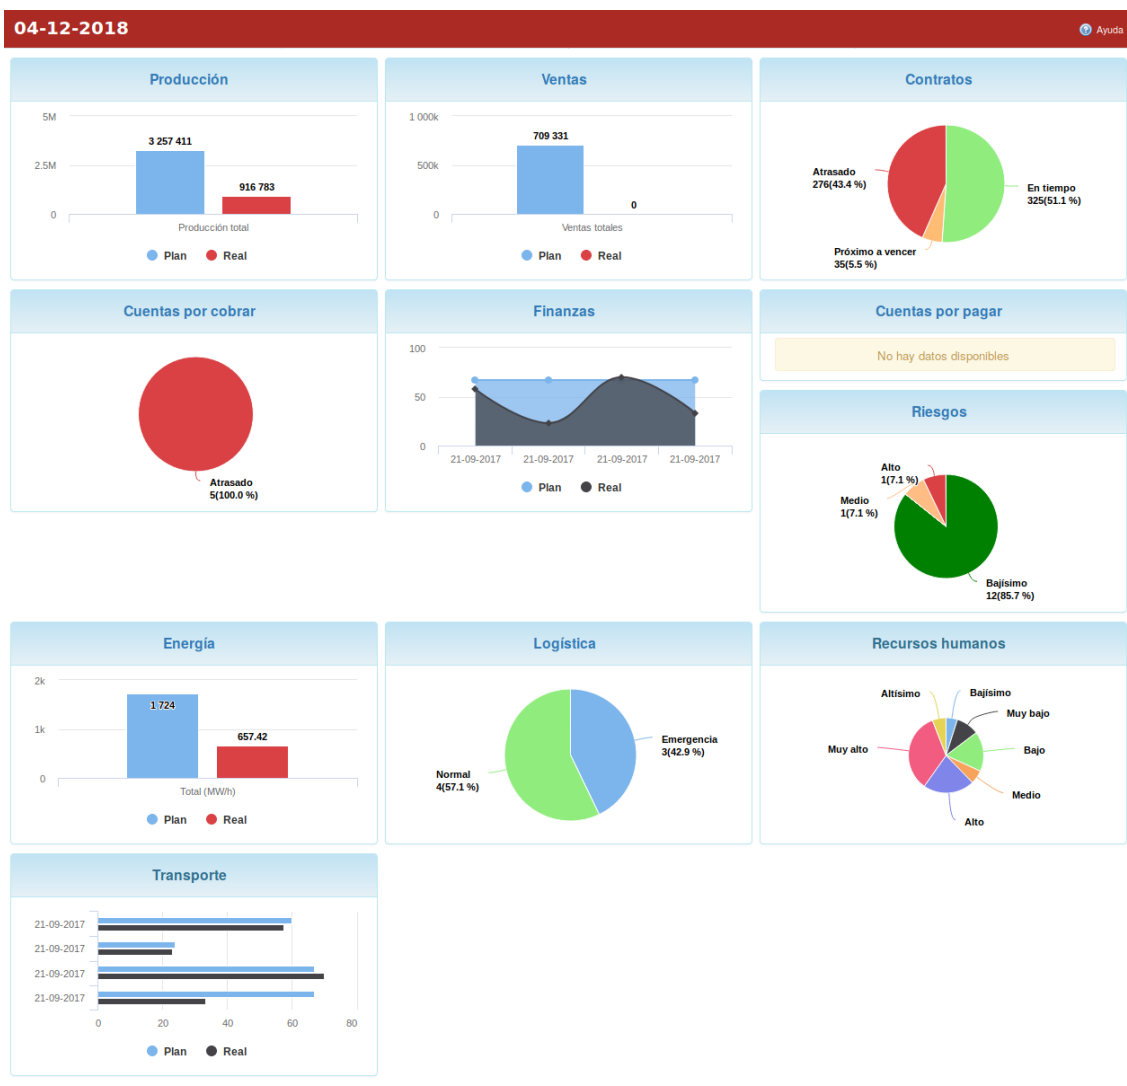 04-12-2018
Ayuda
Producción
5M
2.5M
0
3 257 411
916 783
Producción total
Plan
Real
Ventas
1 000k
500k
0
709 331
0
Ventas totales
Plan
Real
Contratos
Atrasado
276(43.4 %)
En tiempo
325(51.1 %)
Próximo a vencer
35(5.5 %)
Cuentas por cobrar
Atrasado
5(100.0 %)
Finanzas
100
50
0
21-09-2017
21-09-2017
21-09-2017
21-09-2017
Plan
Real
Cuentas por pagar
No hay datos disponibles
Riesgos
Alto
1(7.1 %)
Medio
1(7.1 %)
Bajísimo
12(85.7 %)
Energía
2k
1k
0
1 724
657.42
Total (MW/h)
Plan
Real
Logística
Emergencia
3(42.9 %)
Normal
4(57.1 %)
Recursos humanos
Altísimo
Bajísimo
Muy bajo
Muy alto
Bajo
Medio
Alto
Transporte
21-09-2017
21-09-2017
21-09-2017
21-09-2017
0
20
40
60
80
Plan
Real